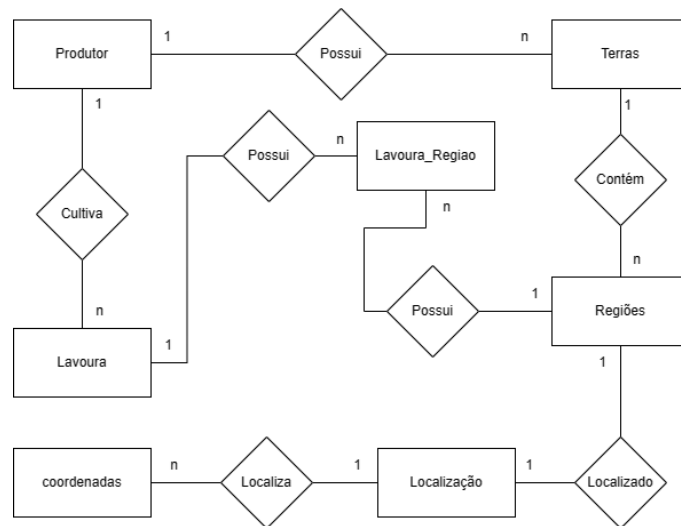 Produtor
1
Possui
n
Terras
1
1
Possui
n
Lavoura_Regiao
Cultiva
n
Contém
n
n
Lavoura
1
Possui
1
Regiões
1
coordenadas
n
Localiza
1
Localização
1
Localizado